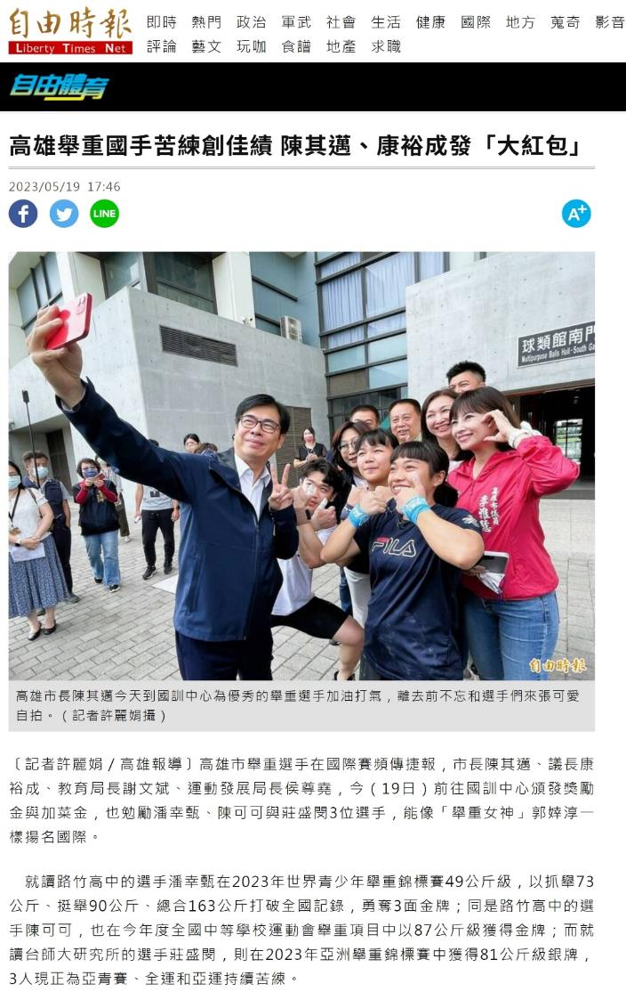 自由時報
Liberty Times Net
即時 熱門 政治 軍武 社會 生活 健康 國際 地方 蒐奇 影音
評論 藝文 玩咖 食譜 地產 求職
自由體育
高雄舉重國手苦練創佳績 陳其邁、康裕成發「大紅包」
2023/05/19 17:46
f
LINE
A+
球類館南門
Multipurpose Balls Hall-South Ga
高雄市議員
李雅慧
FILA
自由時報
高雄市長陳其邁今天到國訓中心為優秀的舉重選手加油打氣，離去前不忘和選手們來張可愛
自拍。（記者許麗娟攝）
〔記者許麗娟／高雄報導〕高雄市舉重選手在國際賽頻傳捷報，市長陳其邁、議長康
裕成、教育局長謝文斌、運動發展局長侯尊堯，今（19日）前往國訓中心頒發獎勵
金與加菜金，也勉勵潘幸甄、陳可可與莊盛閔3位選手，能像「舉重女神」郭婞淳一
樣揚名國際。
就讀路竹高中的選手潘幸甄在2023年世界青少年舉重錦標賽49公斤級，以抓舉73
公斤、挺舉90公斤、總合163公斤打破全國記錄，勇奪3面金牌；同是路竹高中的選
手陳可可，也在今年度全國中等學校運動會舉重項目中以87公斤級獲得金牌；而就
讀台師大研究所的選手莊盛閔，則在2023年亞洲舉重錦標賽中獲得81公斤級銀牌，
3人現正為亞青賽、全運和亞運持續苦練。